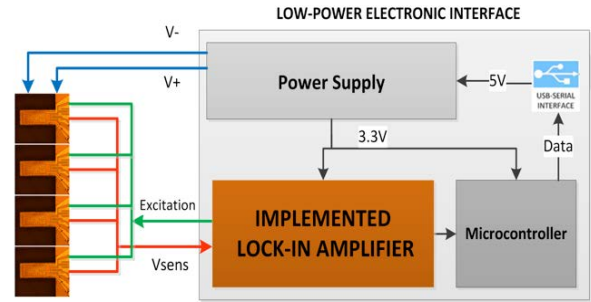 LOW-POWER ELECTRONIC INTERFACE
V-
V+
Power Supply
5V
USB-SERIAL
INTERFACE
3.3V
Data
Excitation
Vsens
IMPLEMENTED
LOCK-IN AMPLIFIER
Microcontroller